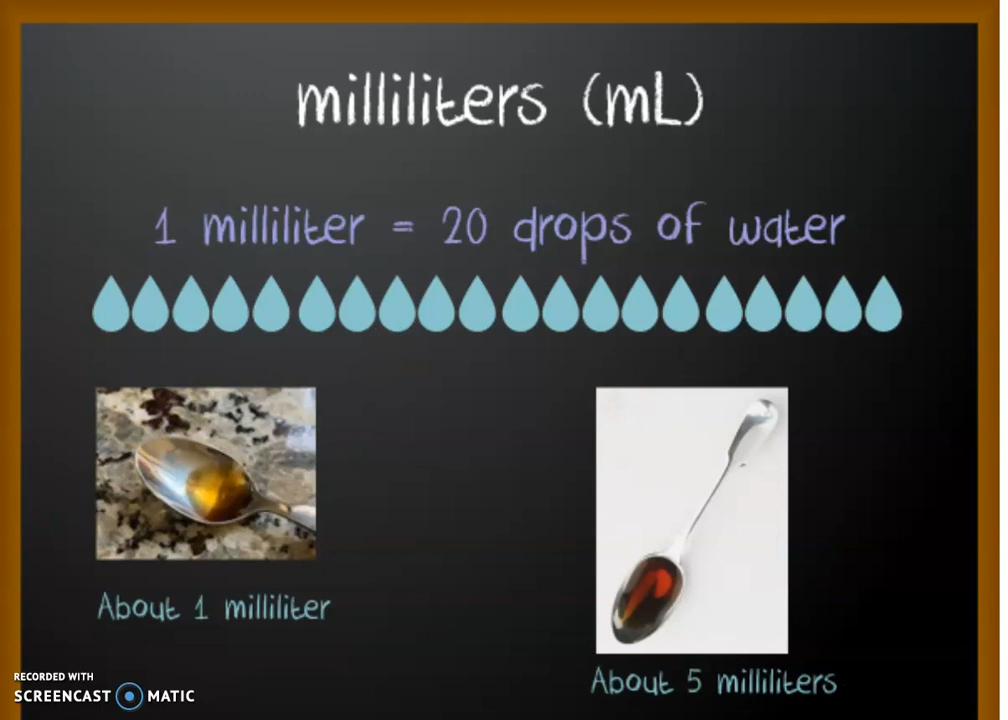 milliliters (mL)
1 milliliter = 20 drops of water
About 1 milliliter
About 5 milliliters
RECORDED WITH
SCREENCAST MATIC